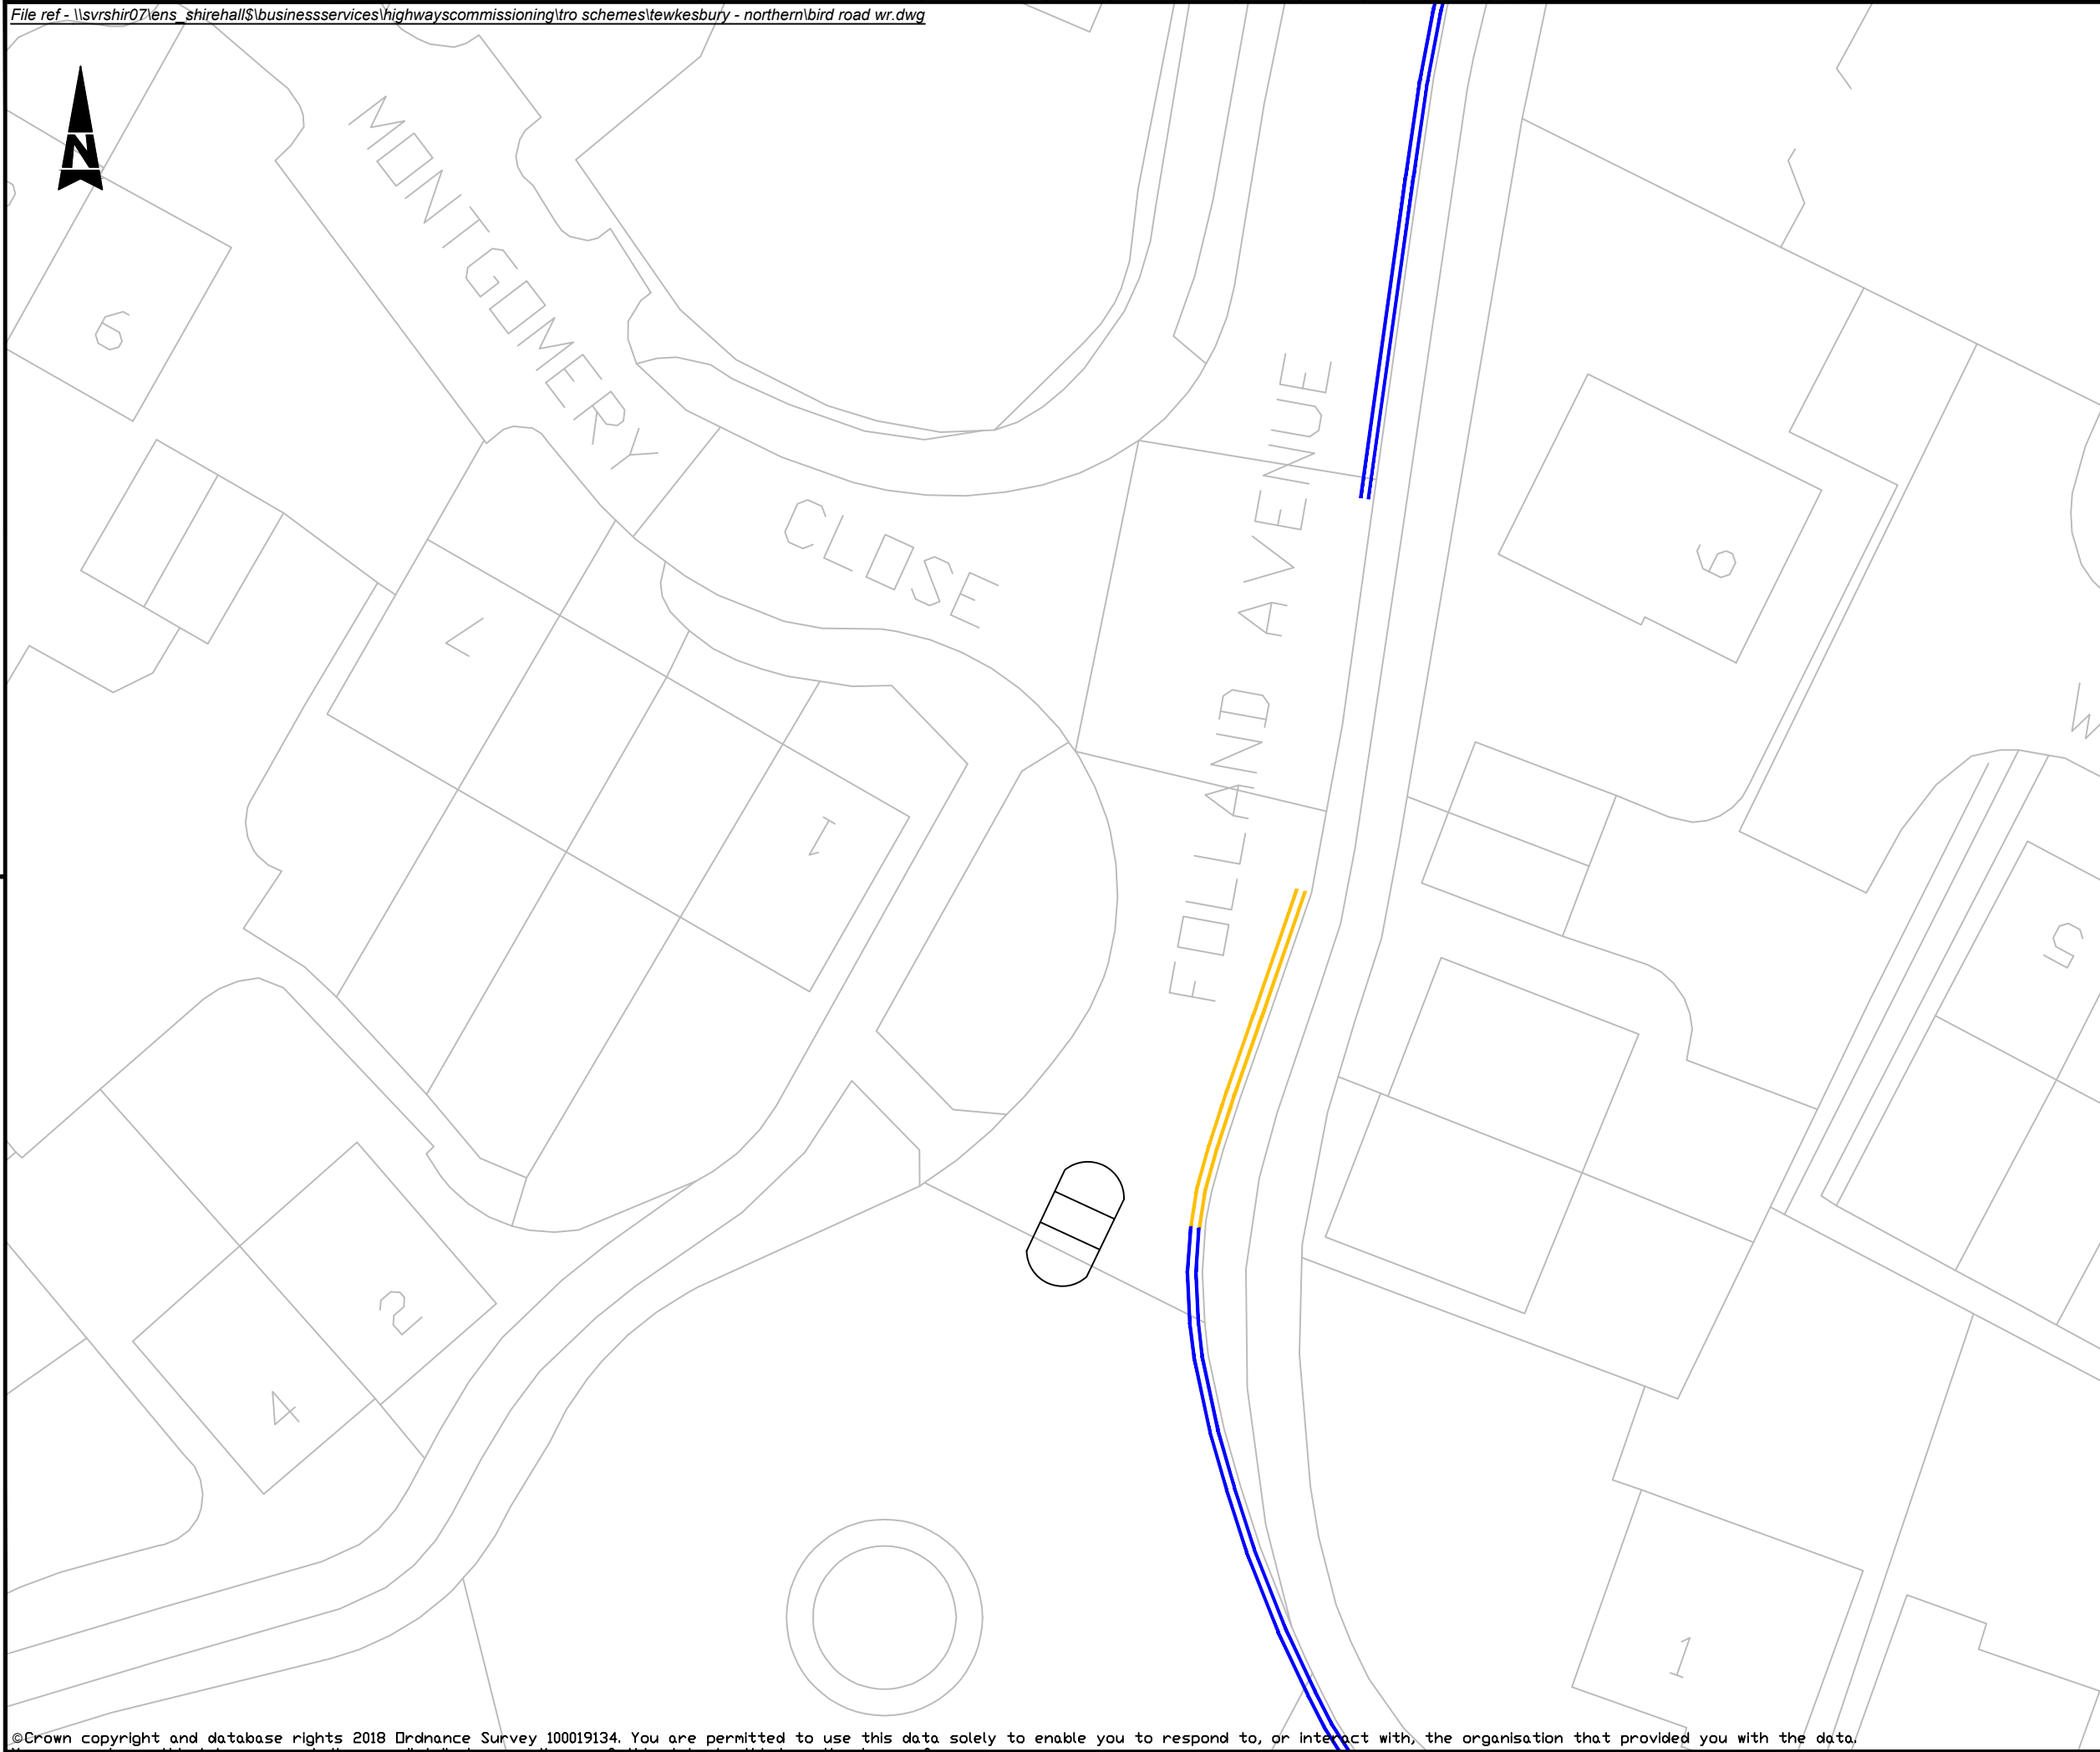 File ref - \\svrshir07\ens_shirehall$\businessservices\highwayscommissioning\tro schemes\tewkesbury - northern\bird road wr.dwg
N
MONTGOMERY
CLOSE
FOLLAND AVENUE
6
6
7
1
5
2
4
1
W
©Crown copyright and database rights 2018 Ordnance Survey 100019134. You are permitted to use this data solely to enable you to respond to, or interact with, the organisation that provided you with the data.